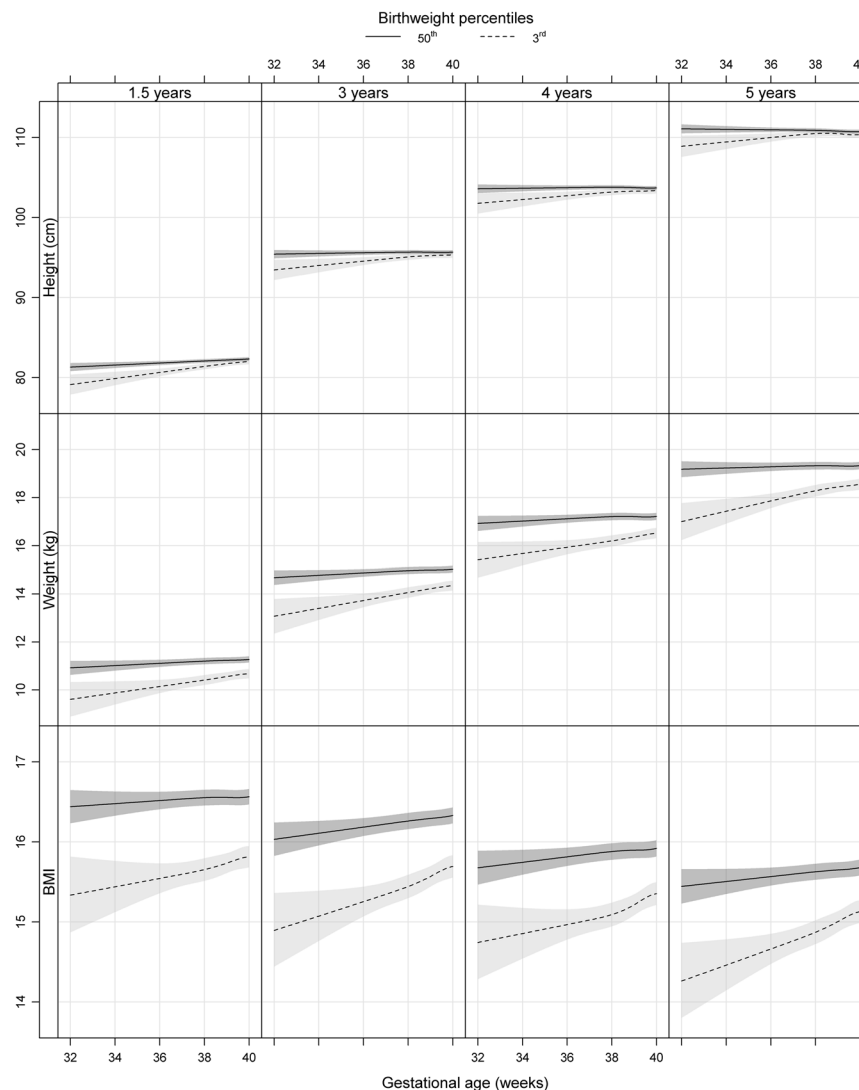 Birthweight percentiles
50th 3rd
32 34 36 38 40 32 34 36 38 4
1.5 years 3 years 4 years 5 years
Height (cm)
110
100
90
80
Weight (kg)
20
18
16
14
12
10
BMI
17
16
15
14
32 34 36 38 40 32 34 36 38 40
Gestational age (weeks)